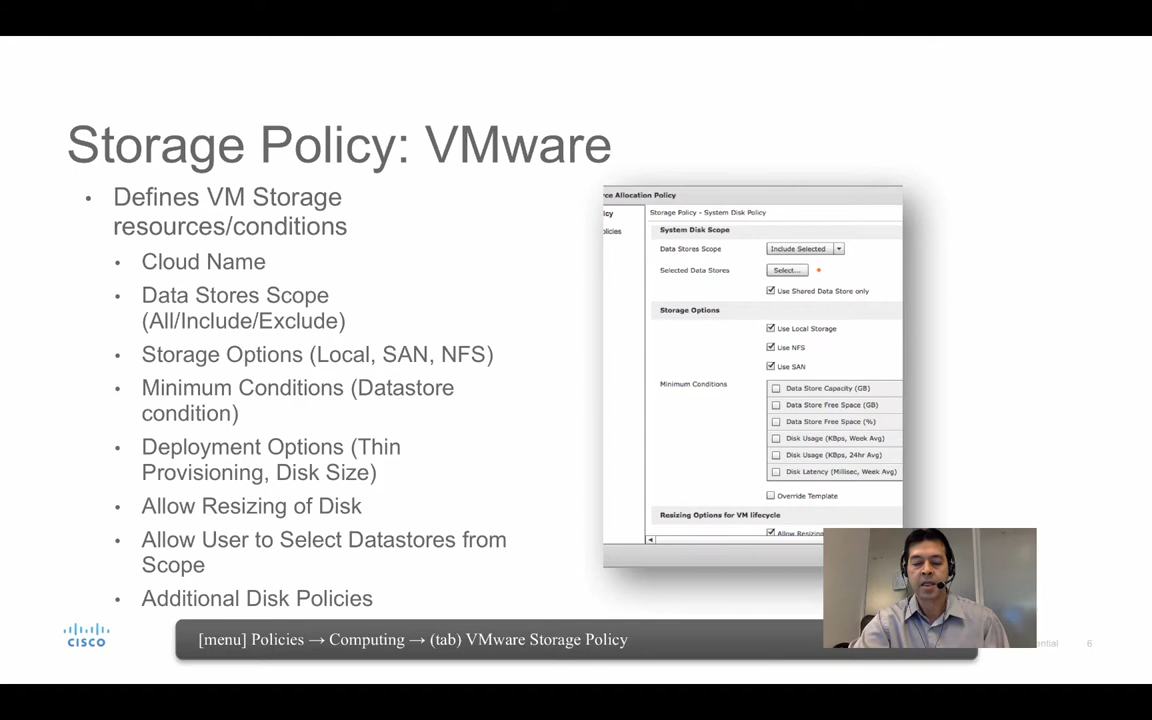 Storage Policy: VMware
• Defines VM Storage
resources/conditions
• Cloud Name
• Data Stores Scope
(All/Include/Exclude)
• Storage Options (Local, SAN, NFS)
• Minimum Conditions (Datastore
condition)
• Deployment Options (Thin
Provisioning, Disk Size)
• Allow Resizing of Disk
• Allow User to Select Datastores from
Scope
• Additional Disk Policies
rce Allocation Policy
icy
olicies
Storage Policy - System Disk Policy
System Disk Scope
Data Stores Scope Include Selected
Selected Data Stores Select...
Use Shared Data Store only
Storage Options
Use Local Storage
Use NFS
Use SAN
Minimum Conditions
Data Store Capacity (GB)
Data Store Free Space (GB)
Data Store Free Space (%)
Disk Usage (KBps, Week Avg)
Disk Usage (KBps, 24hr Avg)
Disk Latency (Millisec, Week Avg)
Override Template
Resizing Options for VM lifecycle
Allow Resizing
CISCO
[menu] Policies → Computing → (tab) VMware Storage Policy
ential 6